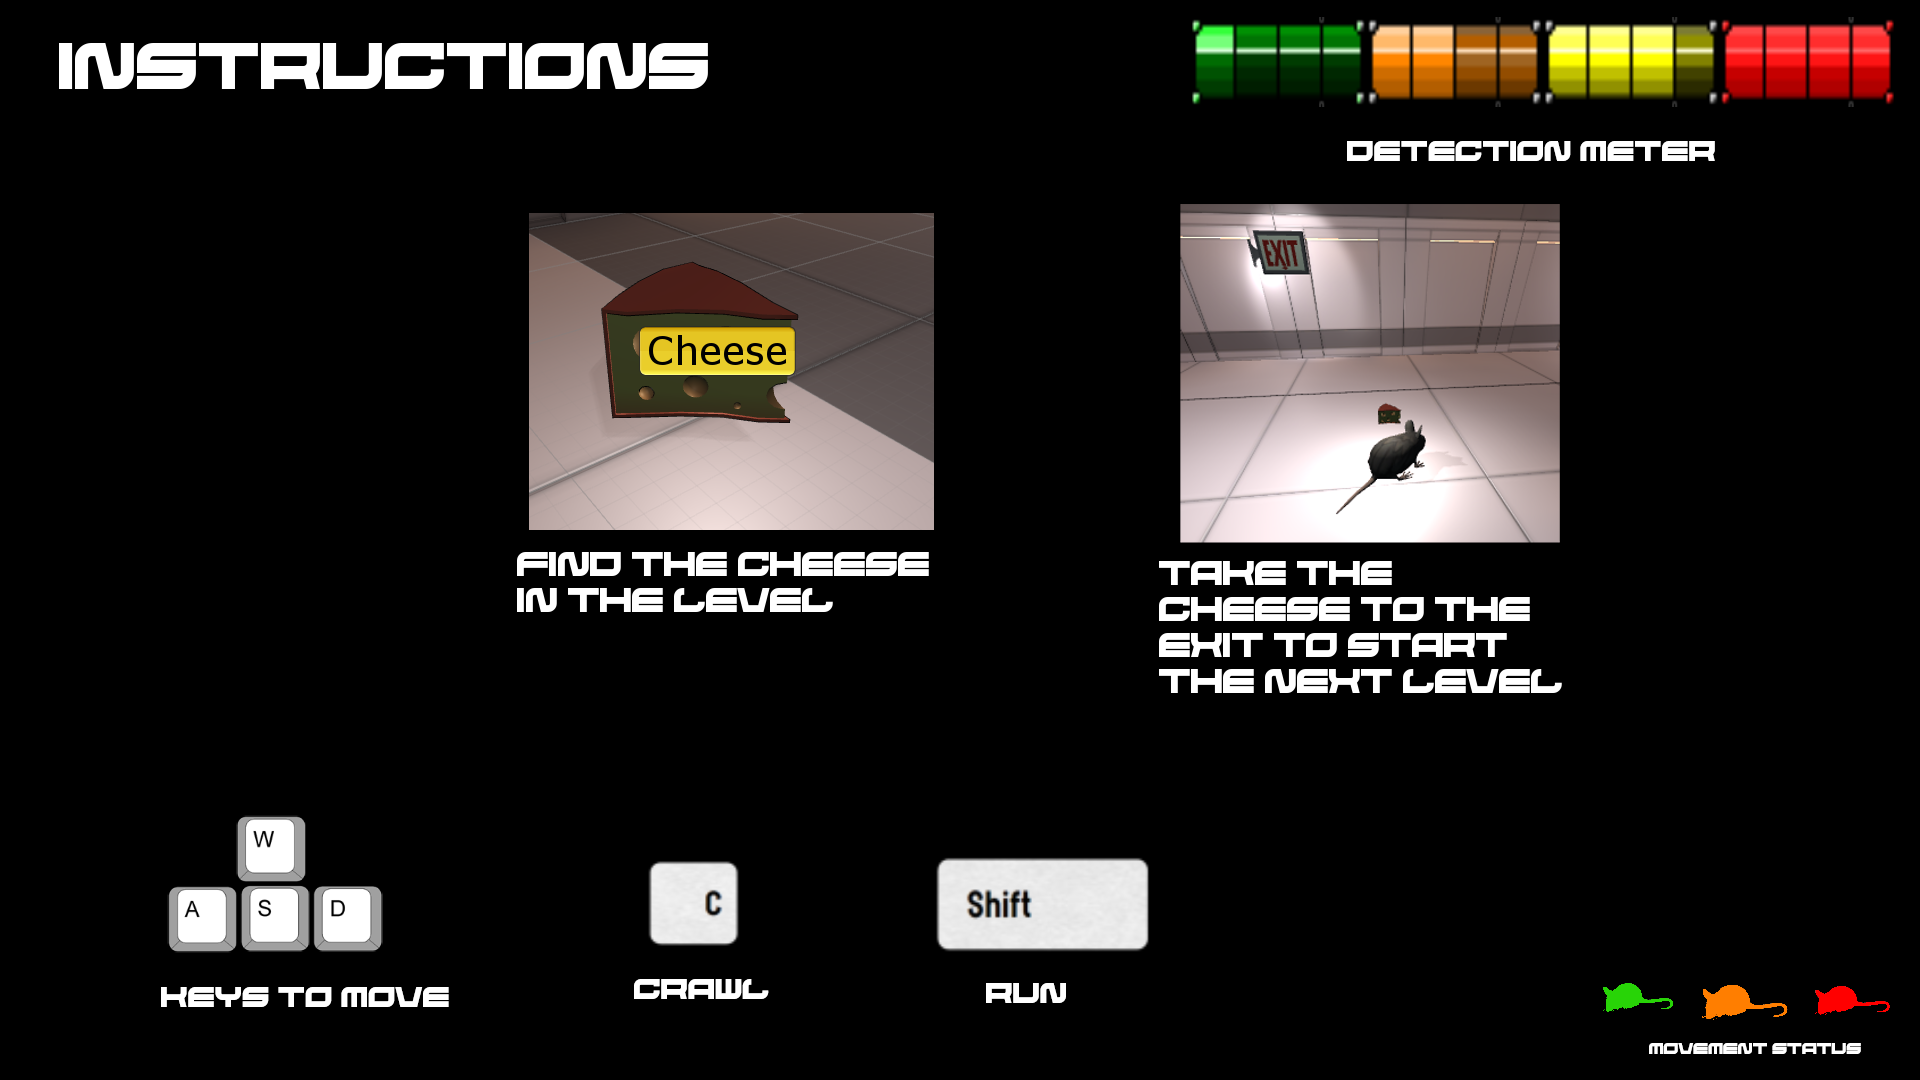 INSTRUCTIONS
DETECTION METER
Cheese
EXIT
FIND THE CHEESE
IN THE LEVEL
TAKE THE
CHEESE TO THE
EXIT TO START
THE NEXT LEVEL
W
A S D
KEYS TO MOVE
C
CRAWL
Shift
RUN
MOVEMENT STATUS